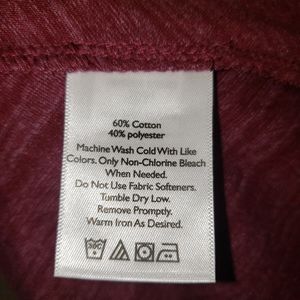 60% Cotton
40% polyester
Machine Wash Cold With Like
Colors. Only Non-Chlorine Bleach
When Needed.
Do Not Use Fabric Softeners.
Tumble Dry Low.
Remove Promptly.
Warm Iron As Desired.